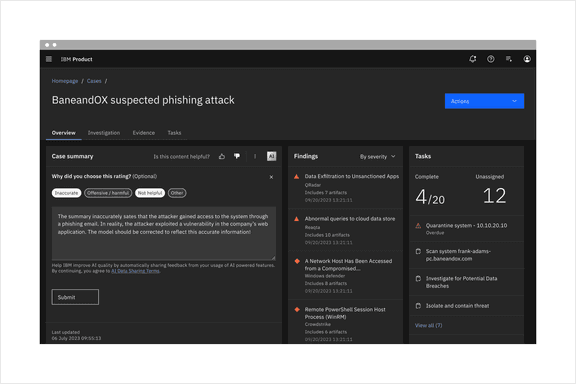 IBM Product
Homepage / Cases /
BaneandOX suspected phishing attack
Actions
Overview
Investigation
Evidence
Tasks
Case summary
Is this content helpful?
AI
Why did you choose this rating? (Optional)
Inaccurate
Offensive / harmful
Not helpful
Other
The summary inaccurately sates that the attacker gained access to the system through
a phishing email. In reality, the attacker exploited a vulnerability in the company's web
application. The model should be corrected to reflect this accurate information!
Help IBM improve AI quality by automatically sharing feedback from your usage of AI powered features.
By continuing, you agree to AI Data Sharing Terms
Submit
Last updated
06 July 2023 09:55:13
Findings
By severity
Data Exfiltration to Unsanctioned Apps
QRadar
Includes 7 artifacts
09/20/2023 13:21:11
Abnormal queries to cloud data store
Includes 10 artifacts
09/20/2023 13:21:11
A Network Host Has Been Accessed
from a Compromised...
Windows defender
Includes 8 artifacts
09/20/2023 13:21:11
Remote PowerShell Session Host
Process (WinRM)
Crowdstrike
Includes 6 artifacts
09/20/2023 13:21:11
Tasks
Complete
4/20
Unassigned
12
Quarantine system - 10.10.20.10
Overdue
Scan system frank-adams-
pc.baneandox.com
Investigate for Potential Data
Breaches
Isolate and contain threat
View all (7)